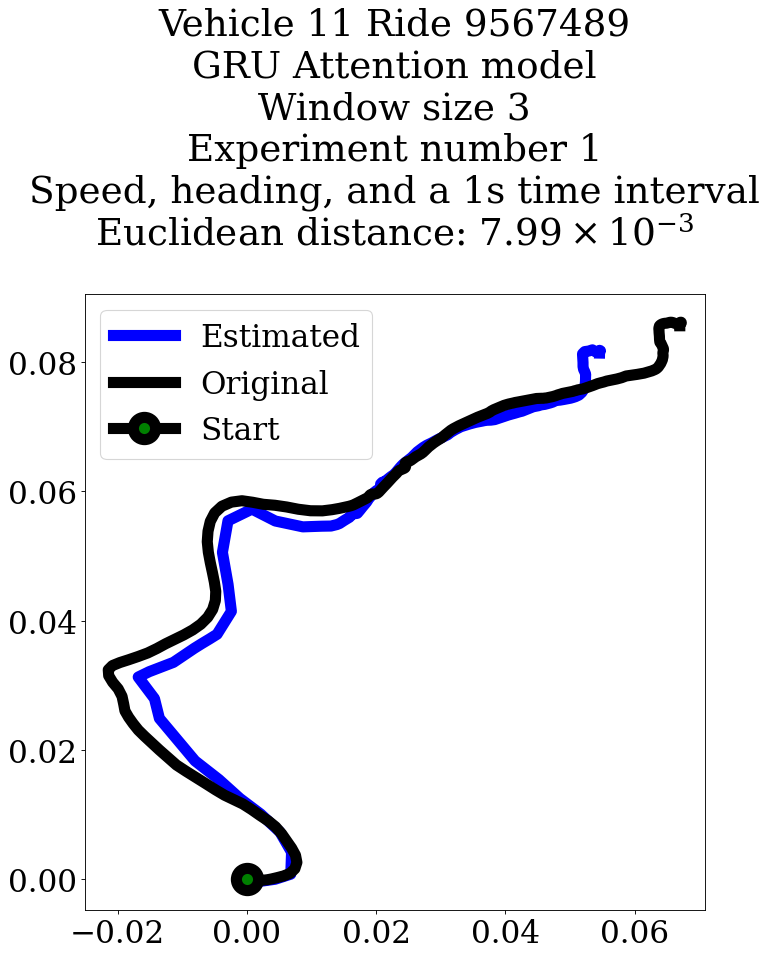 Vehicle 11 Ride 9567489
GRU Attention model
Window size 3
Experiment number 1
Speed, heading, and a 1s time interval
Euclidean distance: 7.99 × 10⁻³
Estimated
Original
Start
0.08
0.06
0.04
0.02
0.00
−0.02 0.00 0.02 0.04 0.06